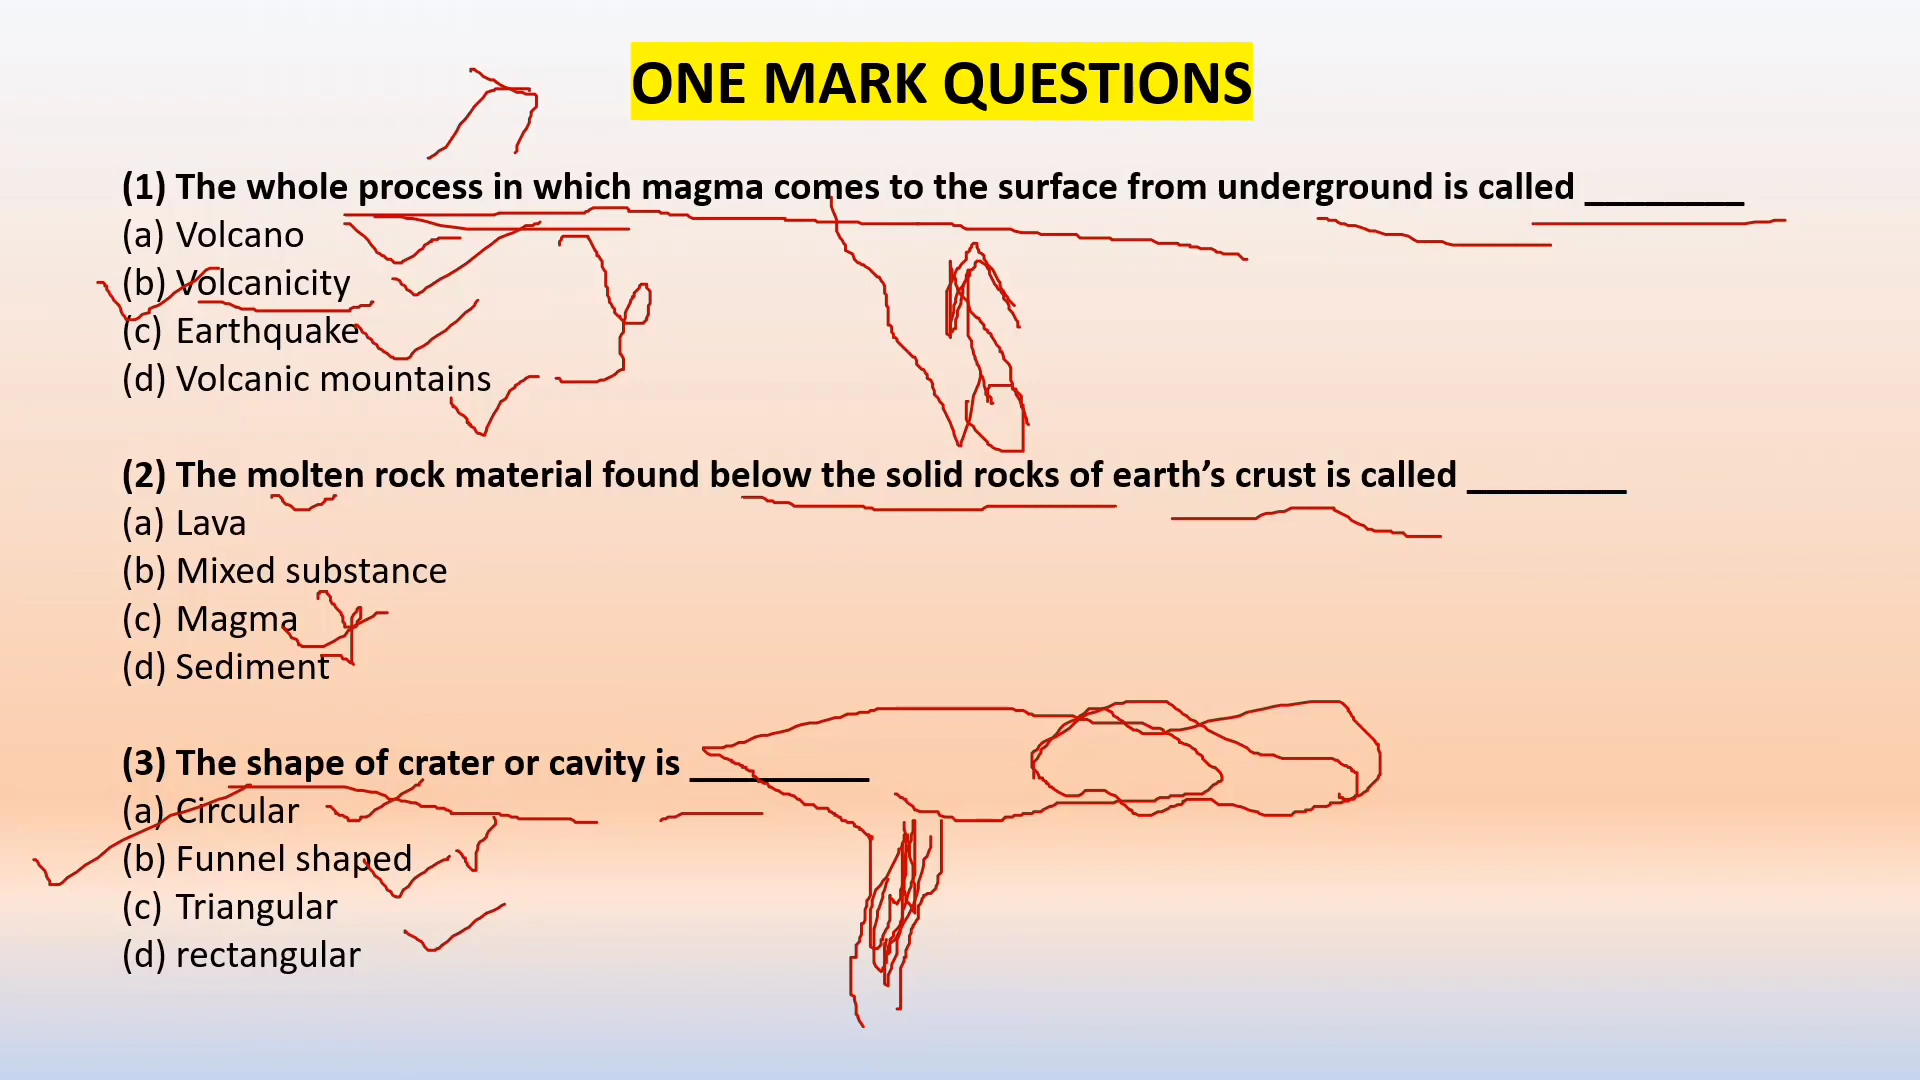 ONE MARK QUESTIONS
(1) The whole process in which magma comes to the surface from underground is called ________
(a) Volcano
(b) Volcanicity
(c) Earthquake
(d) Volcanic mountains
(2) The molten rock material found below the solid rocks of earth’s crust is called ________
(a) Lava
(b) Mixed substance
(c) Magma
(d) Sediment
(3) The shape of crater or cavity is _________
(a) Circular
(b) Funnel shaped
(c) Triangular
(d) rectangular